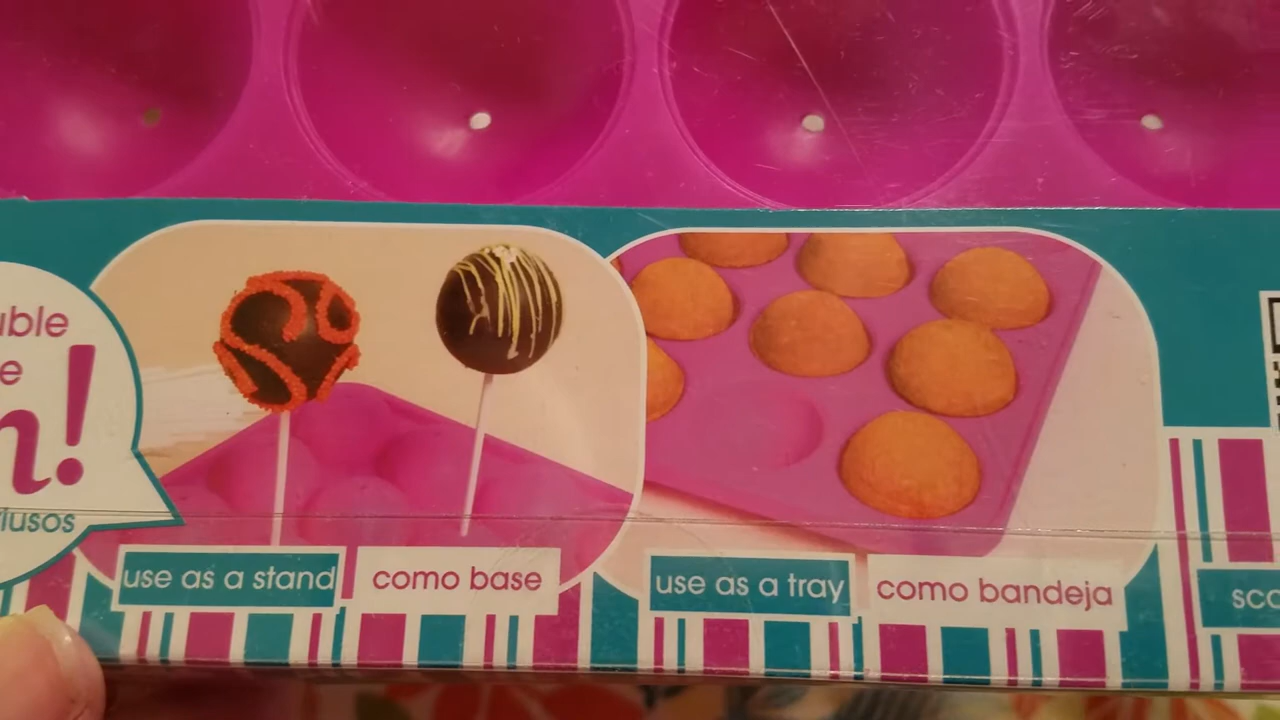 !
use as a stand
como base
use as a tray
como bandeja